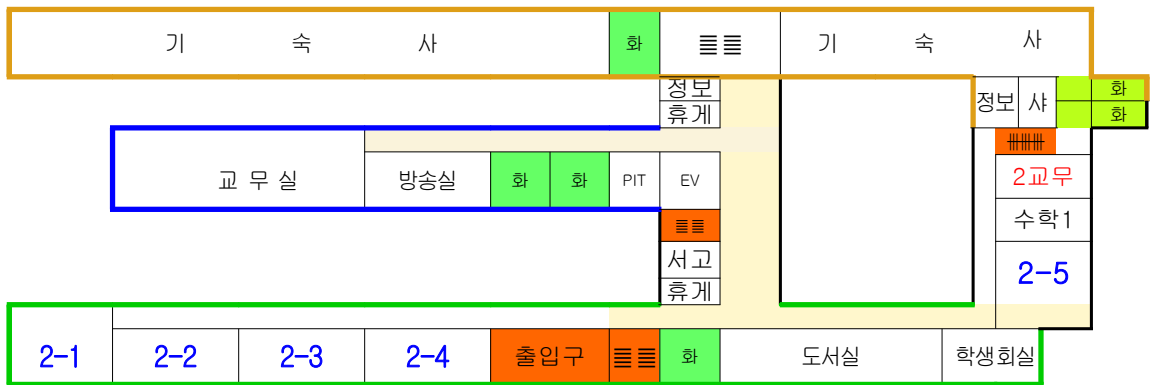 기 숙 사 화 기 숙 사
정보 정보 샤 화
휴게 화
교 무 실 방송실 화 화 PIT EV 2교무
수학1
서고 2-5
휴게
2-1 2-2 2-3 2-4 출입구 화 도서실 학생회실